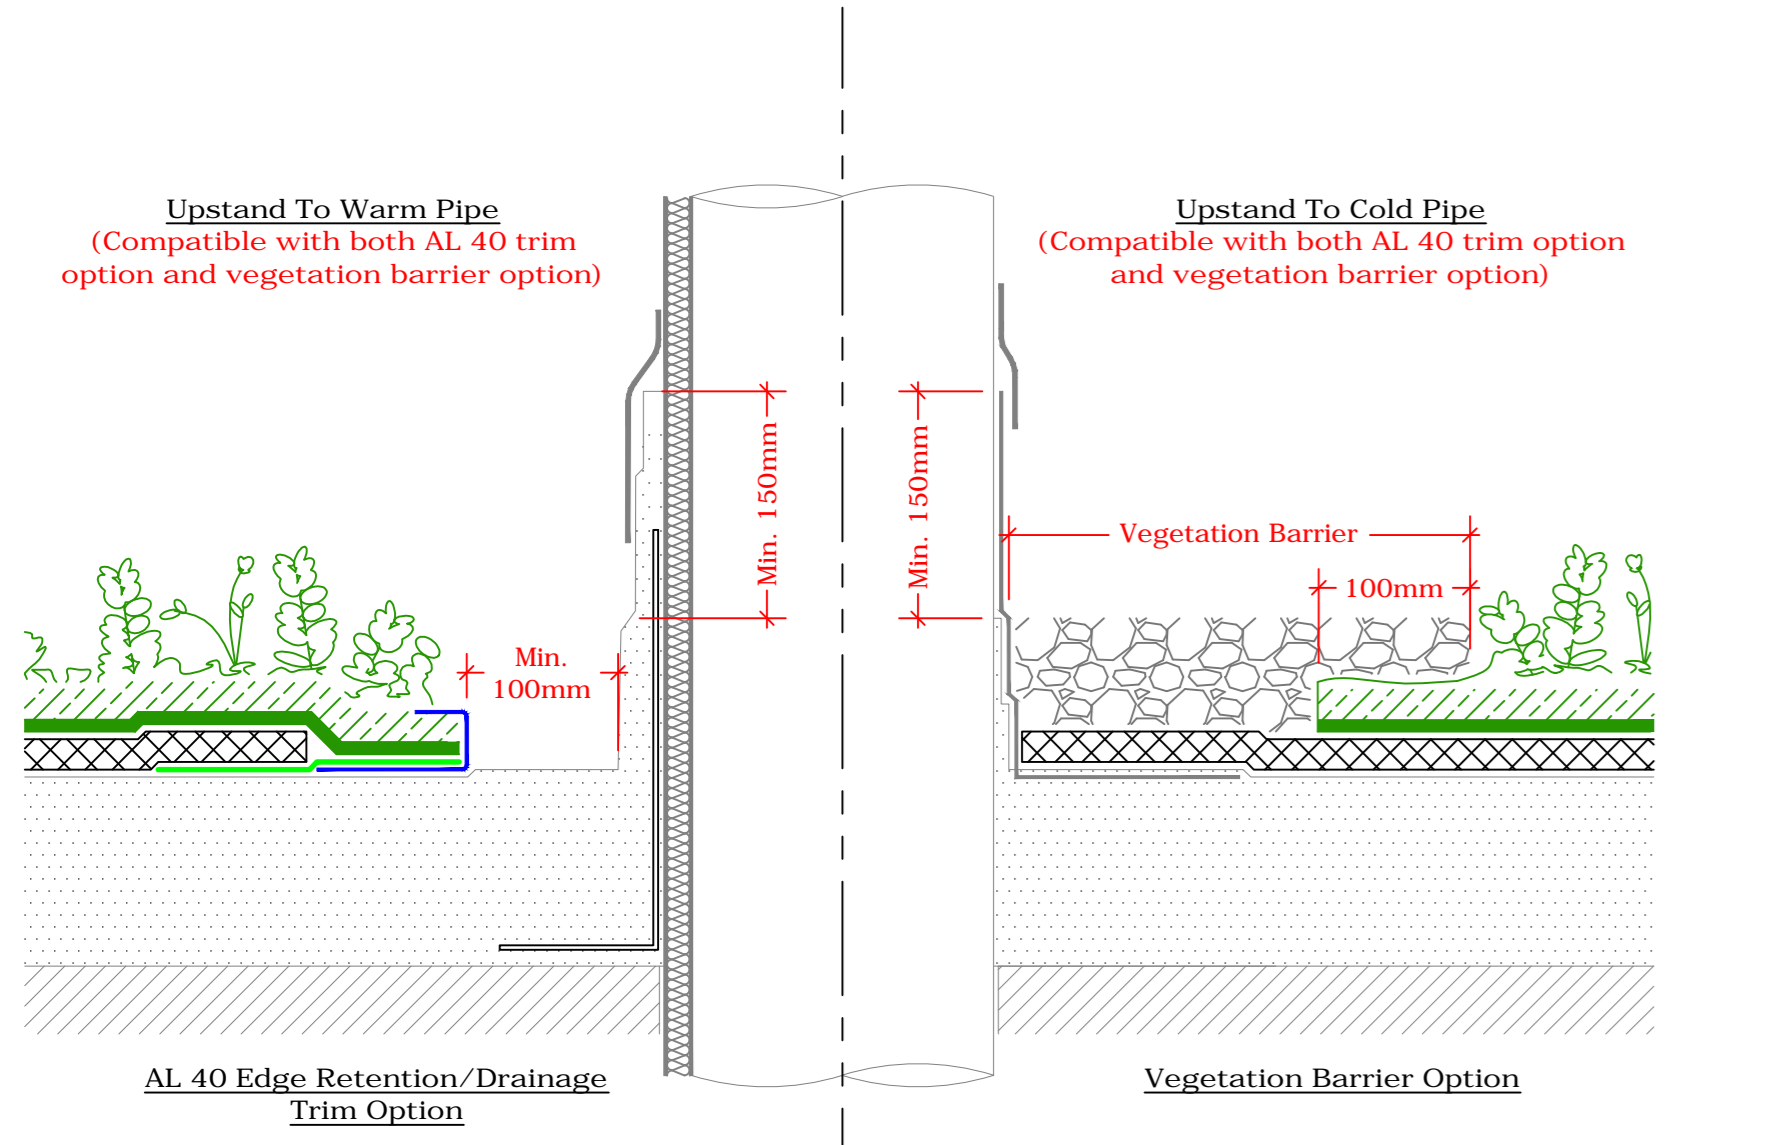 Upstand To Warm Pipe
(Compatible with both AL 40 trim
option and vegetation barrier option)
Upstand To Cold Pipe
(Compatible with both AL 40 trim option
and vegetation barrier option)
Min. 150mm
Min. 150mm
Vegetation Barrier
100mm
Min.
100mm
AL 40 Edge Retention/Drainage
Trim Option
Vegetation Barrier Option